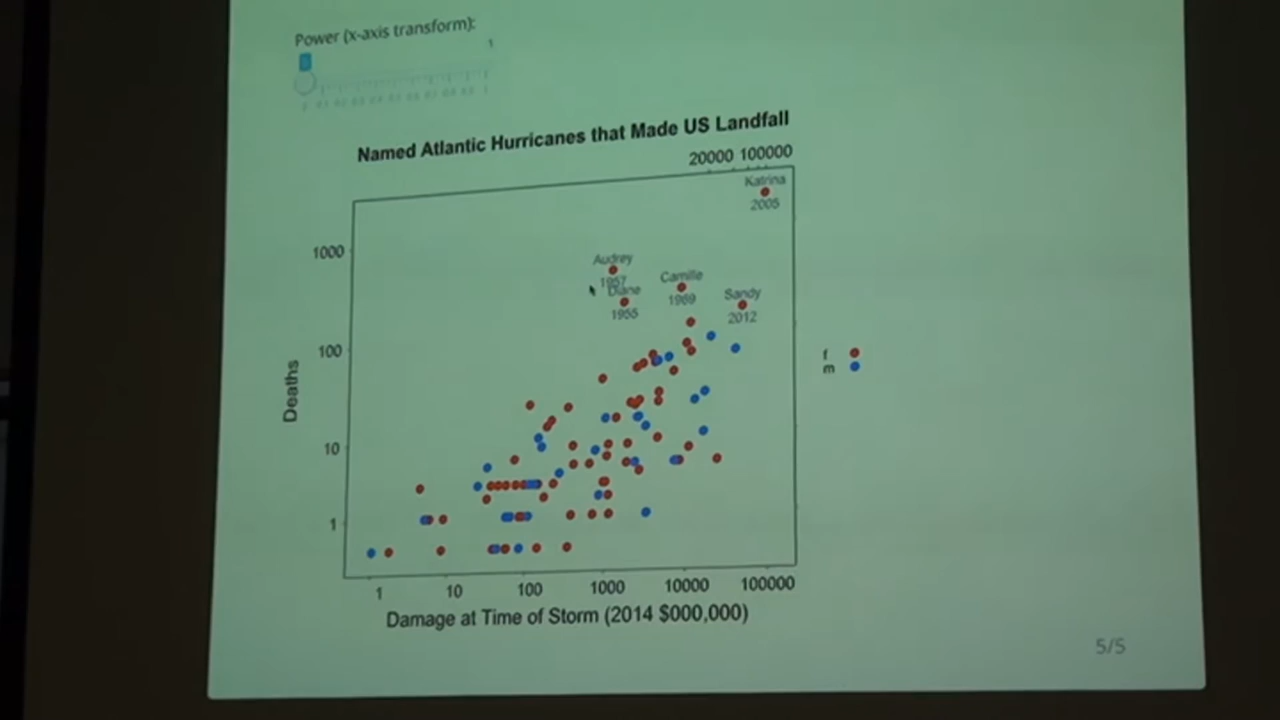 Power (x-axis transform):
1
Named Atlantic Hurricanes that Made US Landfall
20000 100000
Katrina
2005
1000
Audrey
1957
Camille
1969
Diane
1955
Sandy
2012
100
f
m
Deaths
10
1
1 10 100 1000 10000 100000
Damage at Time of Storm (2014 $000,000)
5/5